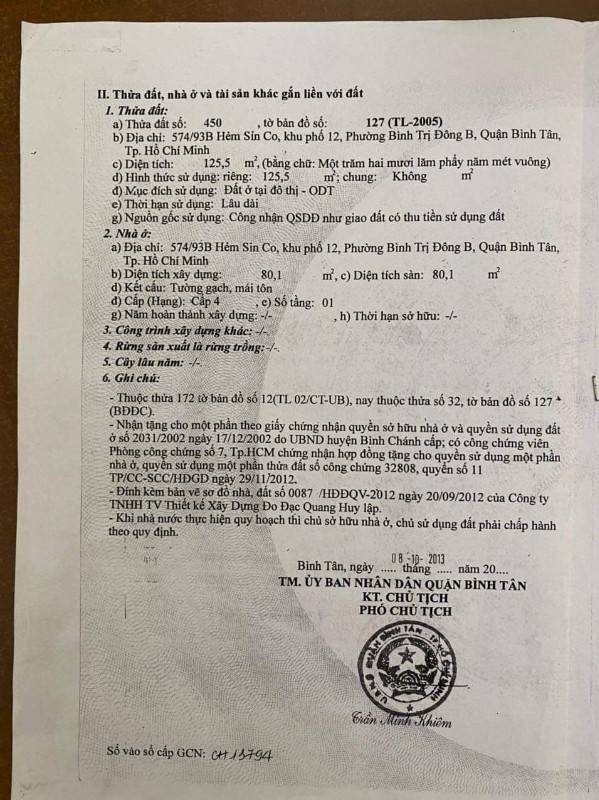 II. Thửa đất, nhà ở và tài sản khác gắn liền với đất
1. Thửa đất:
a) Thửa đất số: 450 , tờ bản đồ số: 127 (TL-2005)
b) Địa chỉ: 574/93B Hẻm Sin Co, khu phố 12, Phường Bình Trị Đông B, Quận Bình Tân,
Tp. Hồ Chí Minh
c) Diện tích: 125,5 m², (bằng chữ: Một trăm hai mươi lăm phẩy năm mét vuông)
d) Hình thức sử dụng: riêng: 125,5 m²; chung: Không m²
đ) Mục đích sử dụng: Đất ở tại đô thị - ODT
e) Thời hạn sử dụng: Lâu dài
g) Nguồn gốc sử dụng: Công nhận QSDĐ như giao đất có thu tiền sử dụng đất
2. Nhà ở:
a) Địa chỉ: 574/93B Hẻm Sin Co, khu phố 12, Phường Bình Trị Đông B, Quận Bình Tân,
Tp. Hồ Chí Minh
b) Diện tích xây dựng: 80,1 m², c) Diện tích sàn: 80,1 m²
d) Kết cấu: Tường gạch, mái tôn
đ) Cấp (Hạng): Cấp 4 , e) Số tầng: 01
g) Năm hoàn thành xây dựng: -/- , h) Thời hạn sở hữu: -/-
3. Công trình xây dựng khác: -/-
4. Rừng sản xuất là rừng trồng: -/-
5. Cây lâu năm: -/-
6. Ghi chú:
- Thuộc thửa 172 tờ bản đồ số 12(TL 02/CT-UB), nay thuộc thửa số 32, tờ bản đồ số 127
(BĐĐC).
- Nhận tặng cho một phần theo giấy chứng nhận quyền sở hữu nhà ở và quyền sử dụng đất
ở số 2031/2002 ngày 17/12/2002 do UBND huyện Bình Chánh cấp; có công chứng viên
Phòng công chứng số 7, Tp.HCM chứng nhận hợp đồng tặng cho quyền sử dụng một phần
nhà ở, quyền sử dụng một phần thửa đất số công chứng 32808, quyển số 11
TP/CC-SCC/HĐGD ngày 29/11/2012.
- Đính kèm bản vẽ sơ đồ nhà, đất số 0087 /HĐĐQV-2012 ngày 20/09/2012 của Công ty
TNHH TV Thiết kế Xây Dựng Đo Đạc Quang Huy lập.
- Khi nhà nước thực hiện quy hoạch thì chủ sở hữu nhà ở, chủ sử dụng đất phải chấp hành
theo quy định.
08-10-2013
Bình Tân, ngày ..... tháng ..... năm 20....
TM. ỦY BAN NHÂN DÂN QUẬN BÌNH TÂN
KT. CHỦ TỊCH
PHÓ CHỦ TỊCH
U.B.N.D QUẬN BÌNH TÂN - TP HỒ CHÍ MINH
Trần Minh Khiêm
Số vào sổ cấp GCN: CH13794